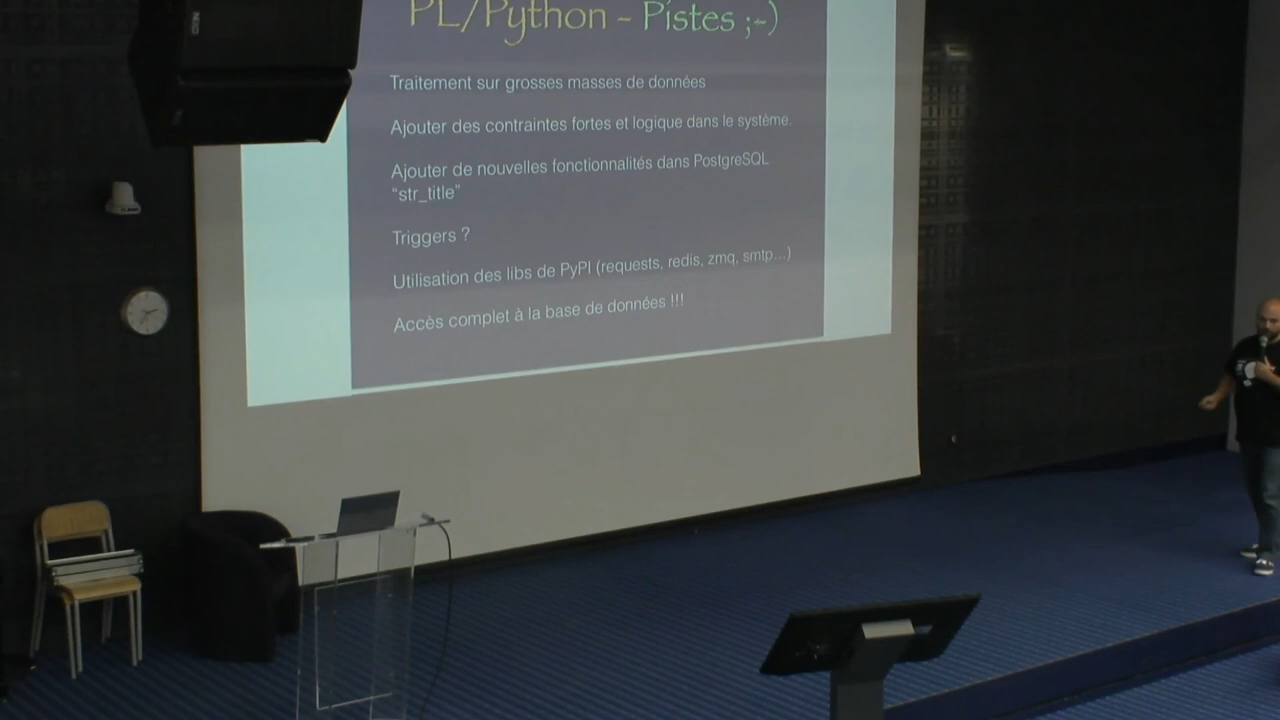 PL/Python - Pistes ;-)
Traitement sur grosses masses de données
Ajouter des contraintes fortes et logique dans le système.
Ajouter de nouvelles fonctionnalités dans PostgreSQL
"str_title"
Triggers ?
Utilisation des libs de PyPI (requests, redis, zmq, smtp...)
Accès complet à la base de données !!!